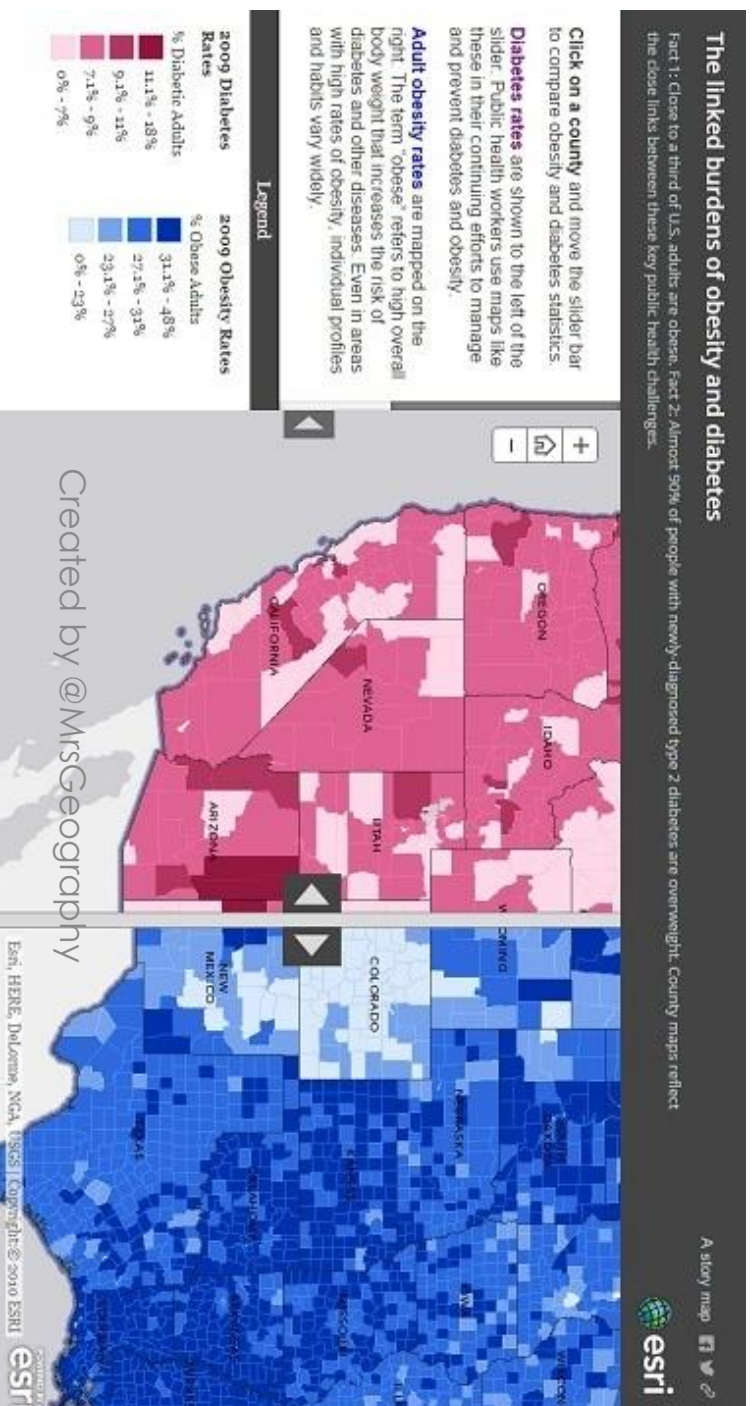 The linked burdens of obesity and diabetes
Fact 1: Close to a third of U.S. adults are obese. Fact 2: Almost 90% of people with newly-diagnosed type 2 diabetes are overweight. County maps reflect
the close links between these key public health challenges.
A story map
esri
Click on a county and move the slider bar
to compare obesity and diabetes statistics.
Diabetes rates are shown to the left of the
slider. Public health workers use maps like
these in their continuing efforts to manage
and prevent diabetes and obesity.
Adult obesity rates are mapped on the
right. The term "obese" refers to high overall
body weight that increases the risk of
diabetes and other diseases. Even in areas
with high rates of obesity, individual profiles
and habits vary widely.
Legend
2009 Diabetes
Rates
% Diabetic Adults
11.1% - 18%
9.1% - 11%
7.1% - 9%
0% - 7%
2009 Obesity Rates
% Obese Adults
31.1% - 48%
27.1% - 31%
23.1% - 27%
0% - 23%
+
−
OREGON
IDAHO
NEVADA
CALIFORNIA
UTAH
ARIZONA
COLORADO
NEW
MEXICO
NEBRASKA
TEXAS
Created by @MrsGeography
Esri, HERE, DeLorme, NGA, USGS | Copyright:© 2010 ESRI
POWERED BY
esri